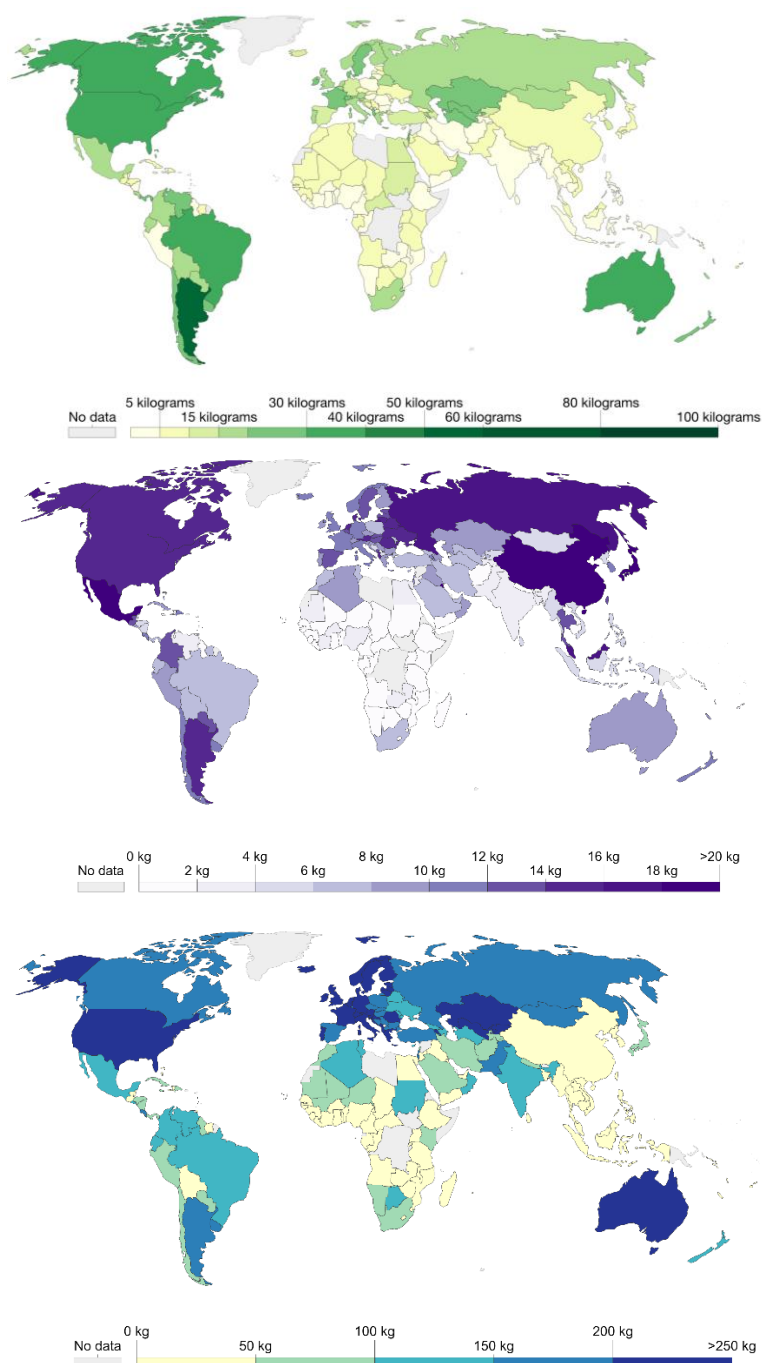 5 kilograms 30 kilograms 50 kilograms 80 kilograms
No data 15 kilograms 40 kilograms 60 kilograms 100 kilograms
0 kg 4 kg 8 kg 12 kg 16 kg >20 kg
No data 2 kg 6 kg 10 kg 14 kg 18 kg
0 kg 100 kg 200 kg
No data 50 kg 150 kg >250 kg